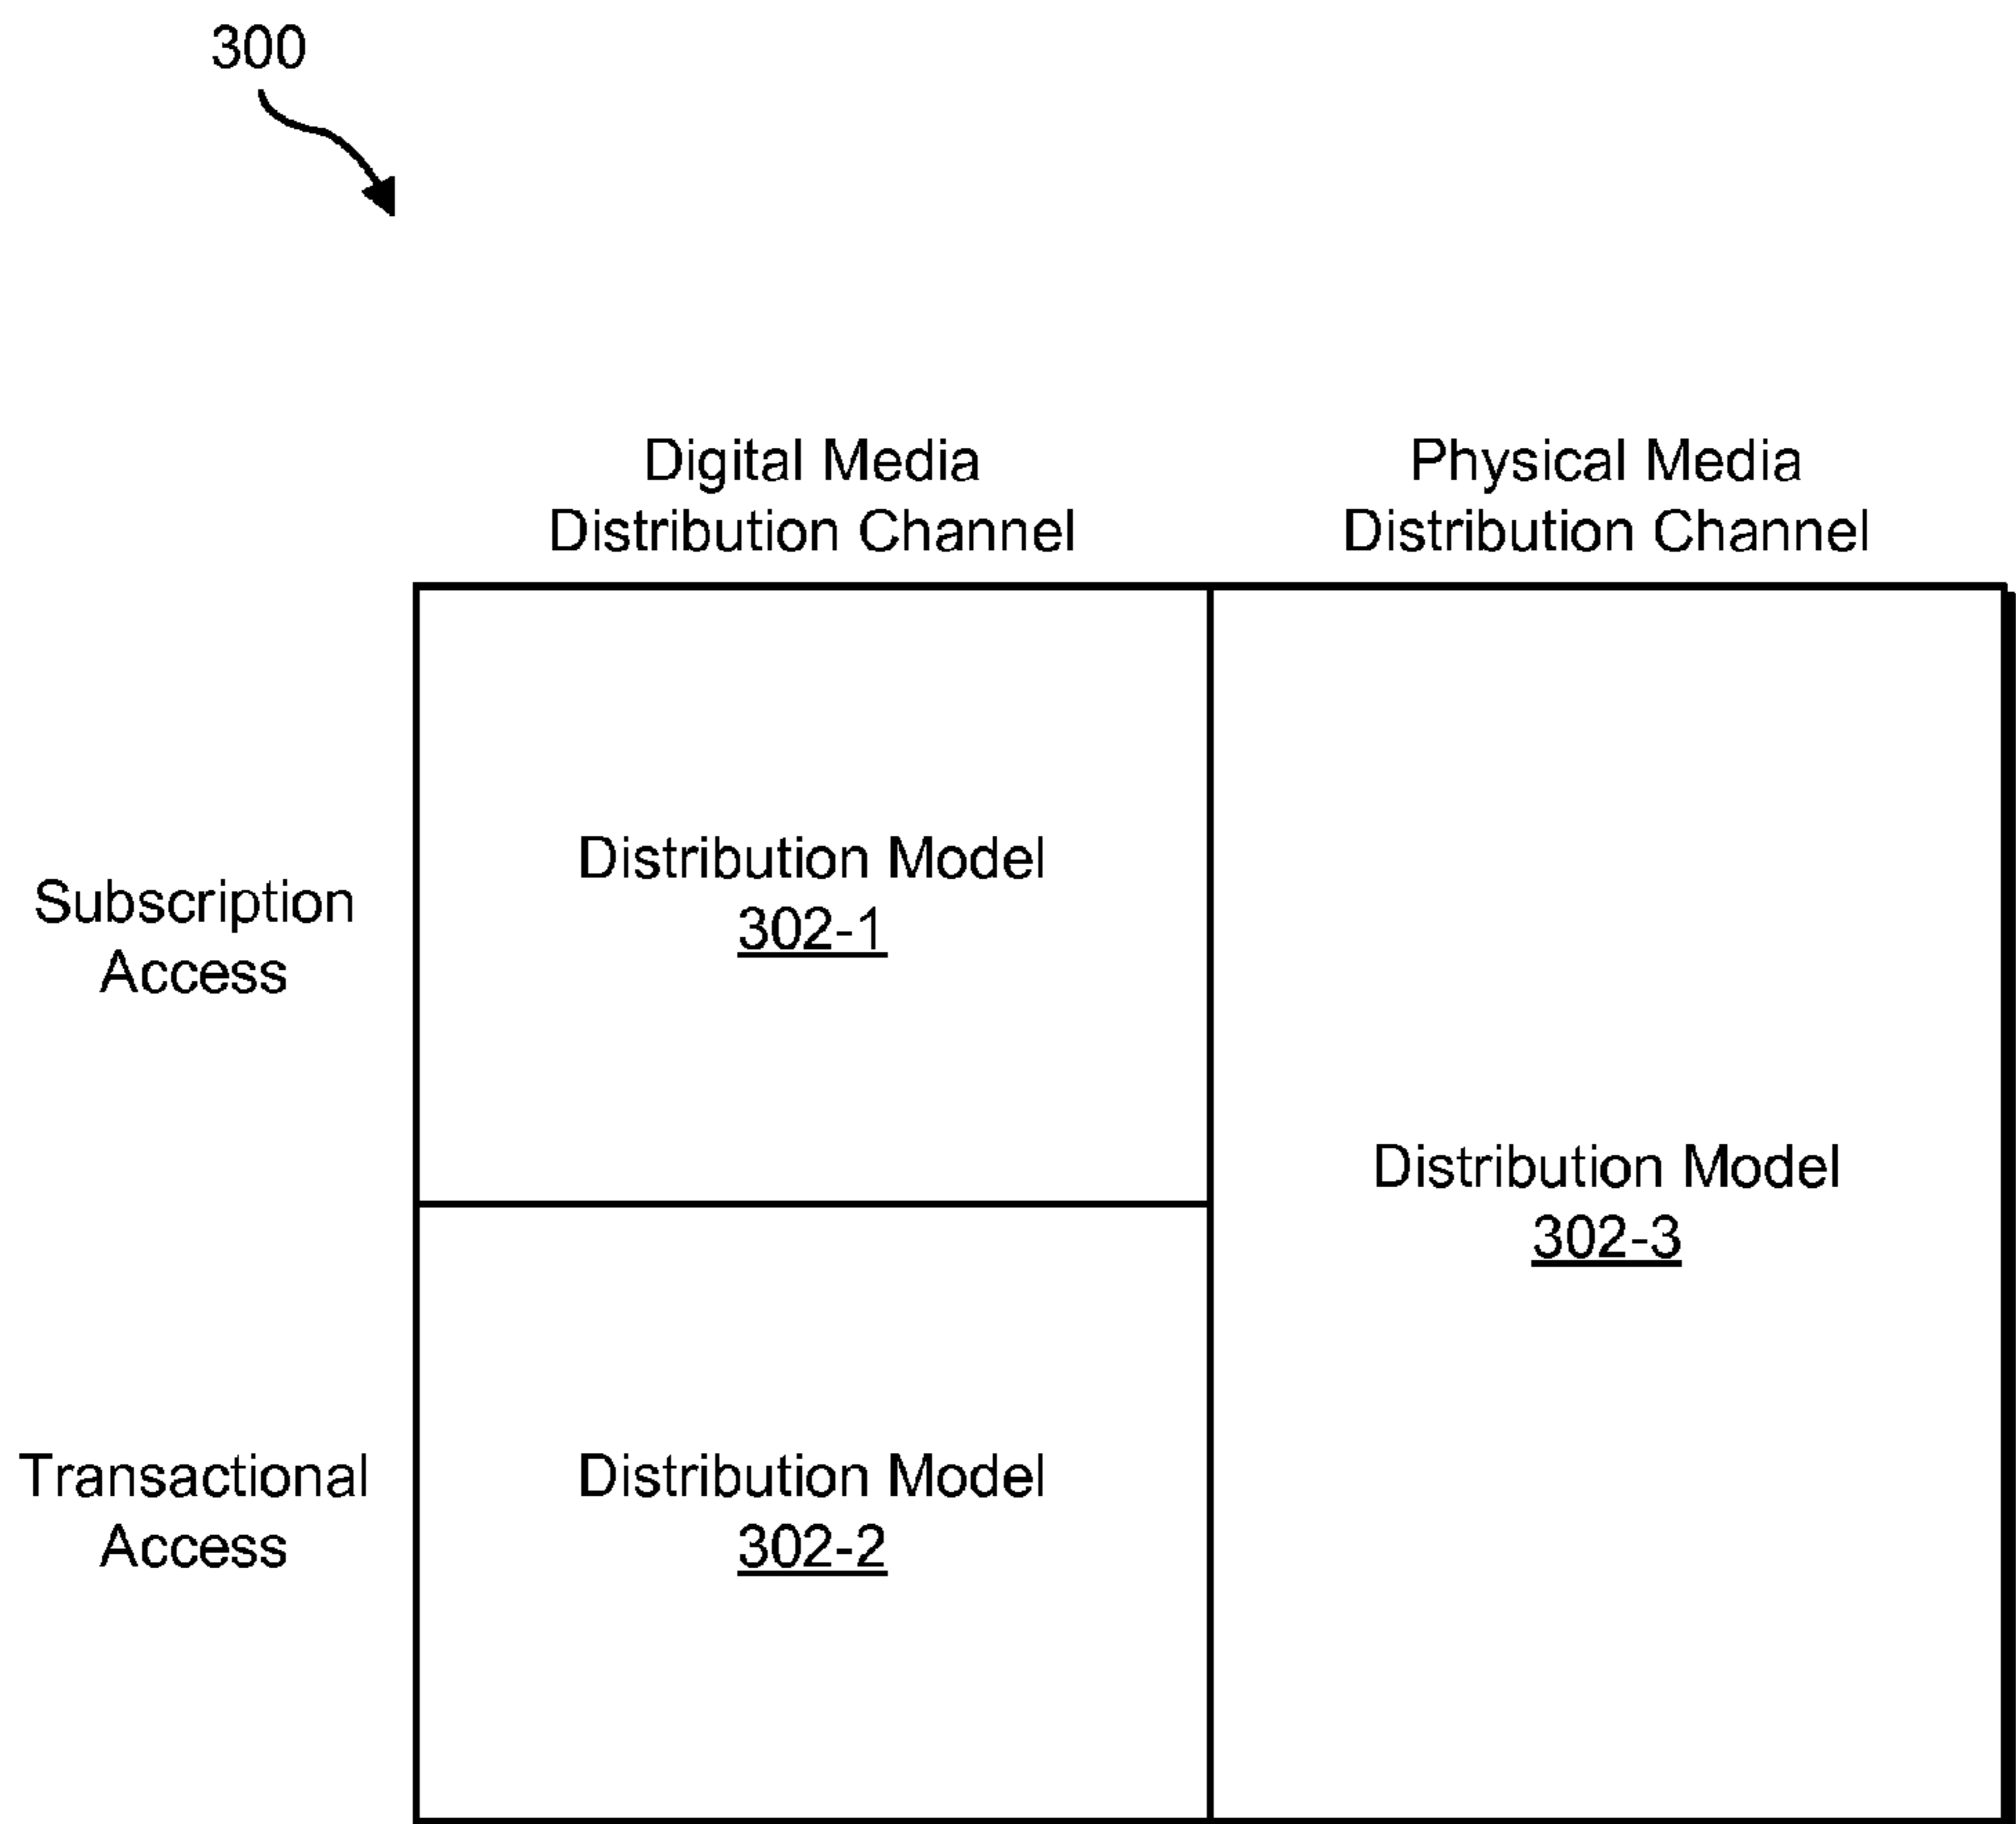 300
Digital Media
Distribution Channel
Physical Media
Distribution Channel
Subscription
Access
Distribution Model
302-1
Distribution Model
302-3
Transactional
Access
Distribution Model
302-2